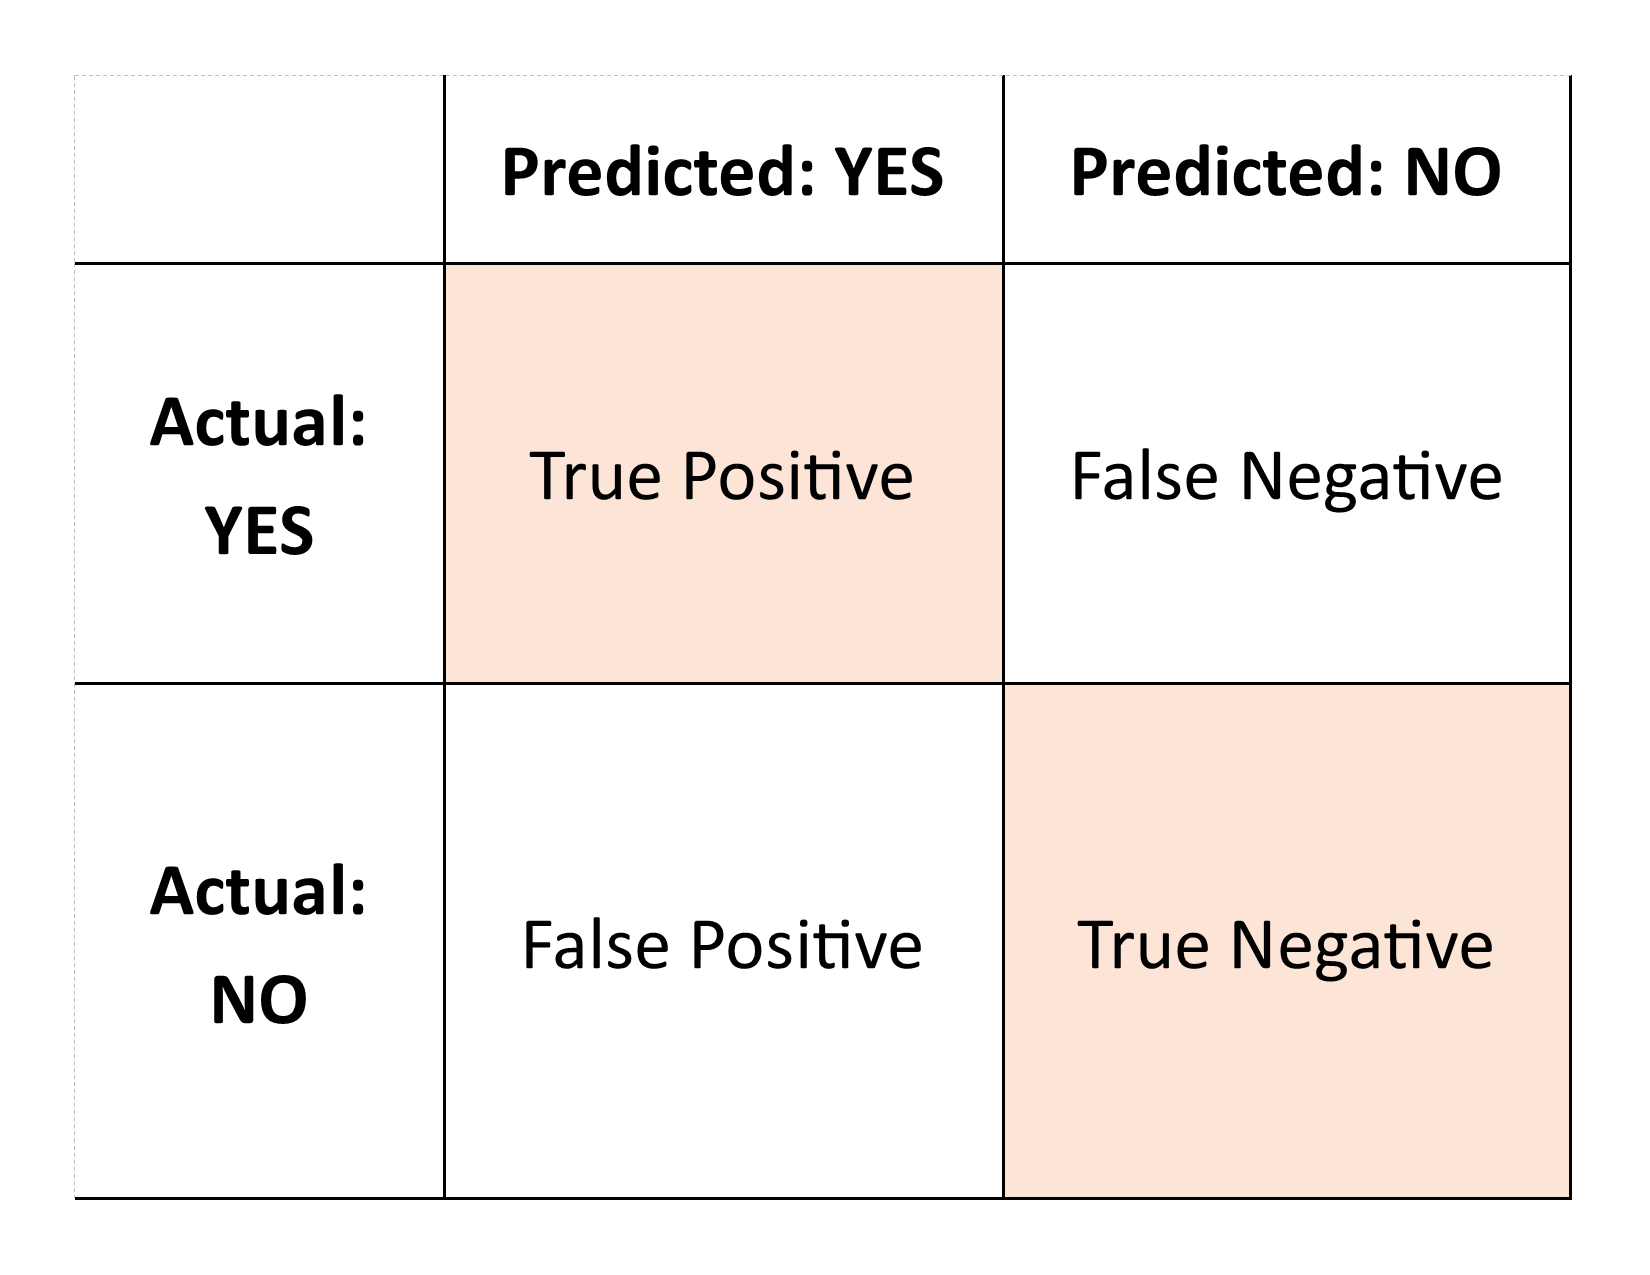 Predicted: YES
Predicted: NO
Actual:
YES
True Positive
False Negative
Actual:
NO
False Positive
True Negative